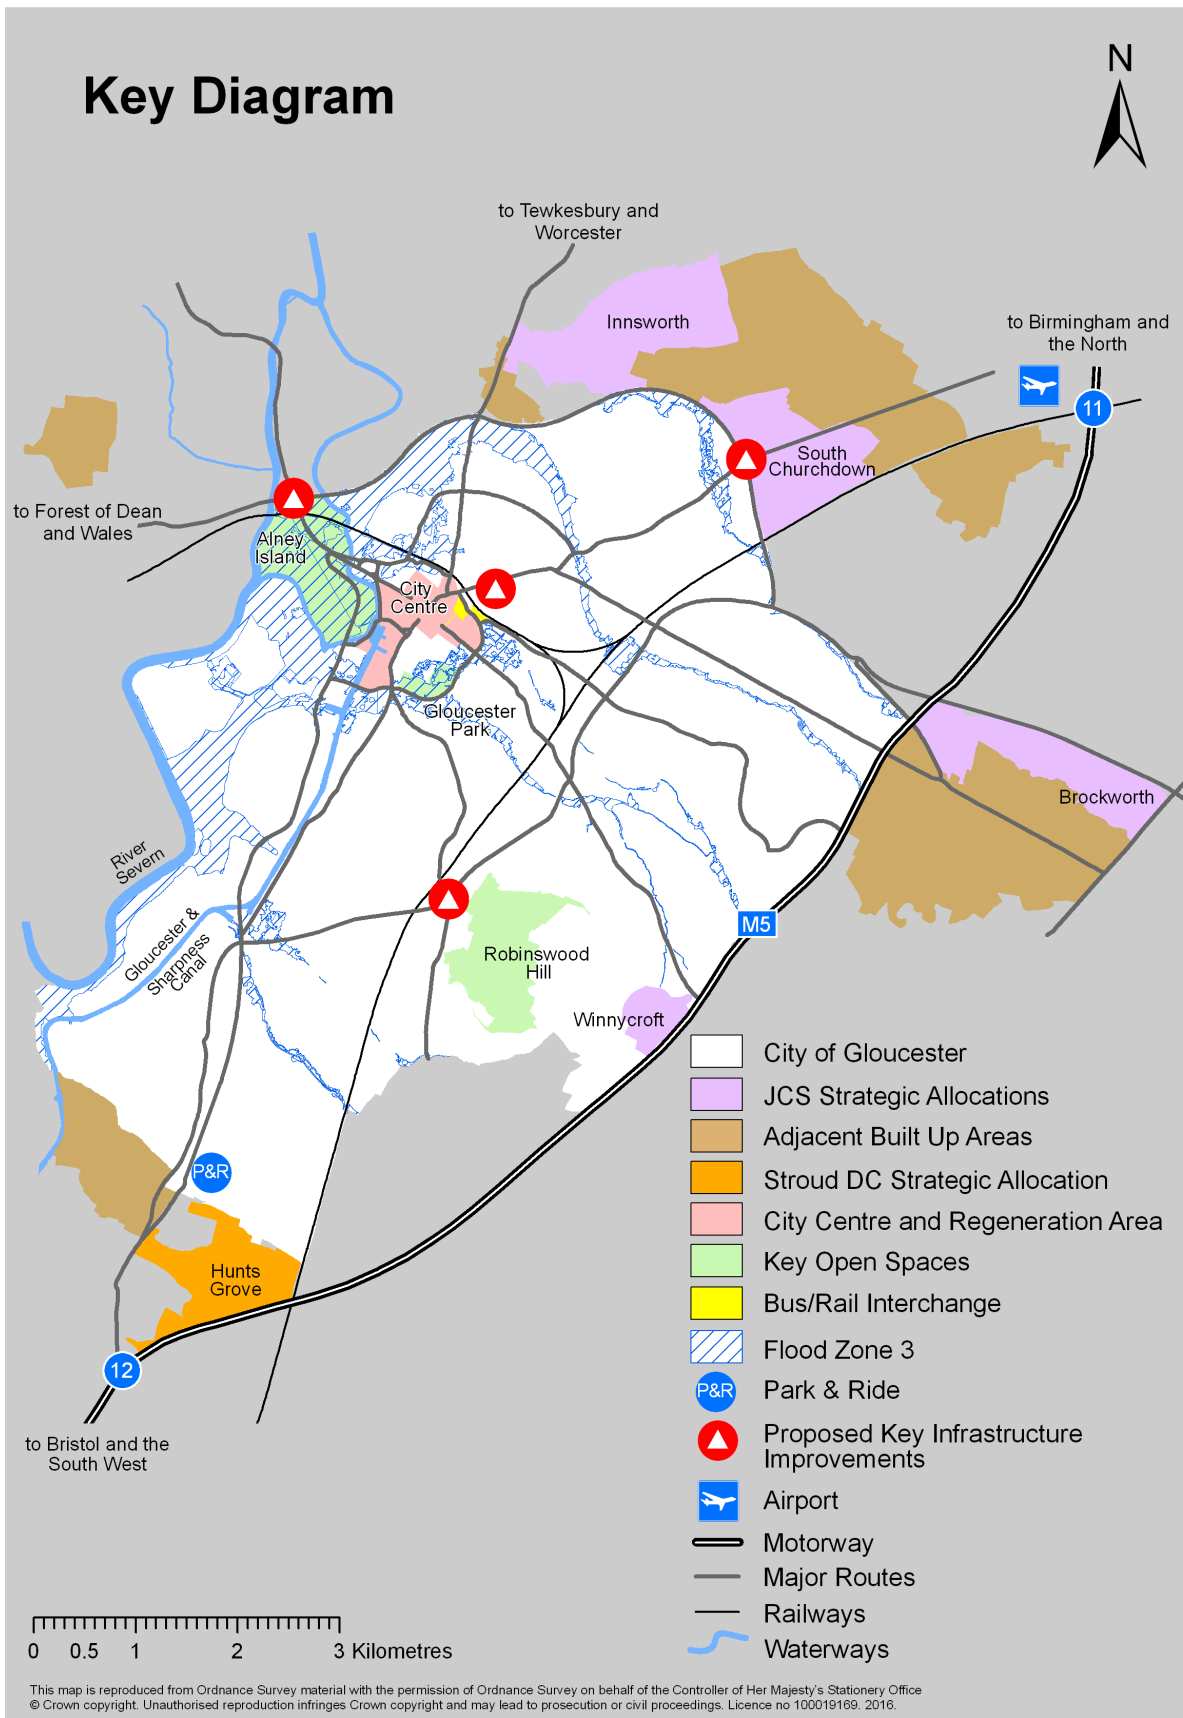 Key Diagram
N
to Tewkesbury and
Worcester
Innsworth
to Birmingham and
the North
11
South
Churchdown
to Forest of Dean
and Wales
Alney
Island
City
Centre
Gloucester
Park
Brockworth
River
Severn
M5
Gloucester &
Sharpness
Canal
Robinswood
Hill
Winnycroft
P&R
Hunts
Grove
12
to Bristol and the
South West
City of Gloucester
JCS Strategic Allocations
Adjacent Built Up Areas
Stroud DC Strategic Allocation
City Centre and Regeneration Area
Key Open Spaces
Bus/Rail Interchange
Flood Zone 3
P&R Park & Ride
Proposed Key Infrastructure
Improvements
Airport
Motorway
Major Routes
Railways
Waterways
0 0.5 1 2 3 Kilometres
This map is reproduced from Ordnance Survey material with the permission of Ordnance Survey on behalf of the Controller of Her Majesty's Stationery Office
© Crown copyright. Unauthorised reproduction infringes Crown copyright and may lead to prosecution or civil proceedings. Licence no 100019169. 2016.